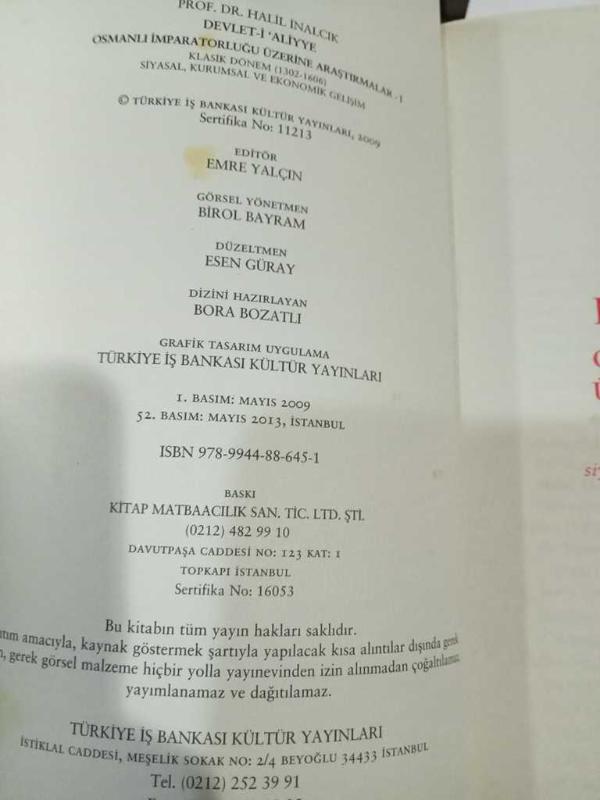 PROF. DR. HALİL İNALCIK
DEVLET-İ ‘ALİYYE
OSMANLI İMPARATORLUĞU ÜZERİNE ARAŞTIRMALAR - I
KLASİK DÖNEM (1302-1606)
SİYASAL, KURUMSAL VE EKONOMİK GELİŞİM
© TÜRKİYE İŞ BANKASI KÜLTÜR YAYINLARI, 2009
Sertifika No: 11213
EDİTÖR
EMRE YALÇIN
GÖRSEL YÖNETMEN
BİROL BAYRAM
DÜZELTMEN
ESEN GÜRAY
DİZİNİ HAZIRLAYAN
BORA BOZATLI
GRAFİK TASARIM UYGULAMA
TÜRKİYE İŞ BANKASI KÜLTÜR YAYINLARI
1. BASIM: MAYIS 2009
52. BASIM: MAYIS 2013, İSTANBUL
ISBN 978-9944-88-645-1
BASKI
KİTAP MATBAACILIK SAN. TİC. LTD. ŞTİ.
(0212) 482 99 10
DAVUTPAŞA CADDESİ NO: 123 KAT: 1
TOPKAPI İSTANBUL
Sertifika No: 16053
Bu kitabın tüm yayın hakları saklıdır.
amacıyla, kaynak göstermek şartıyla yapılacak kısa alıntılar dışında gerek
gerek görsel malzeme hiçbir yolla yayınevinden izin alınmadan çoğaltılamaz,
yayımlanamaz ve dağıtılamaz.
TÜRKİYE İŞ BANKASI KÜLTÜR YAYINLARI
İSTİKLAL CADDESİ, MEŞELİK SOKAK NO: 2/4 BEYOĞLU 34433 İSTANBUL
Tel. (0212) 252 39 91